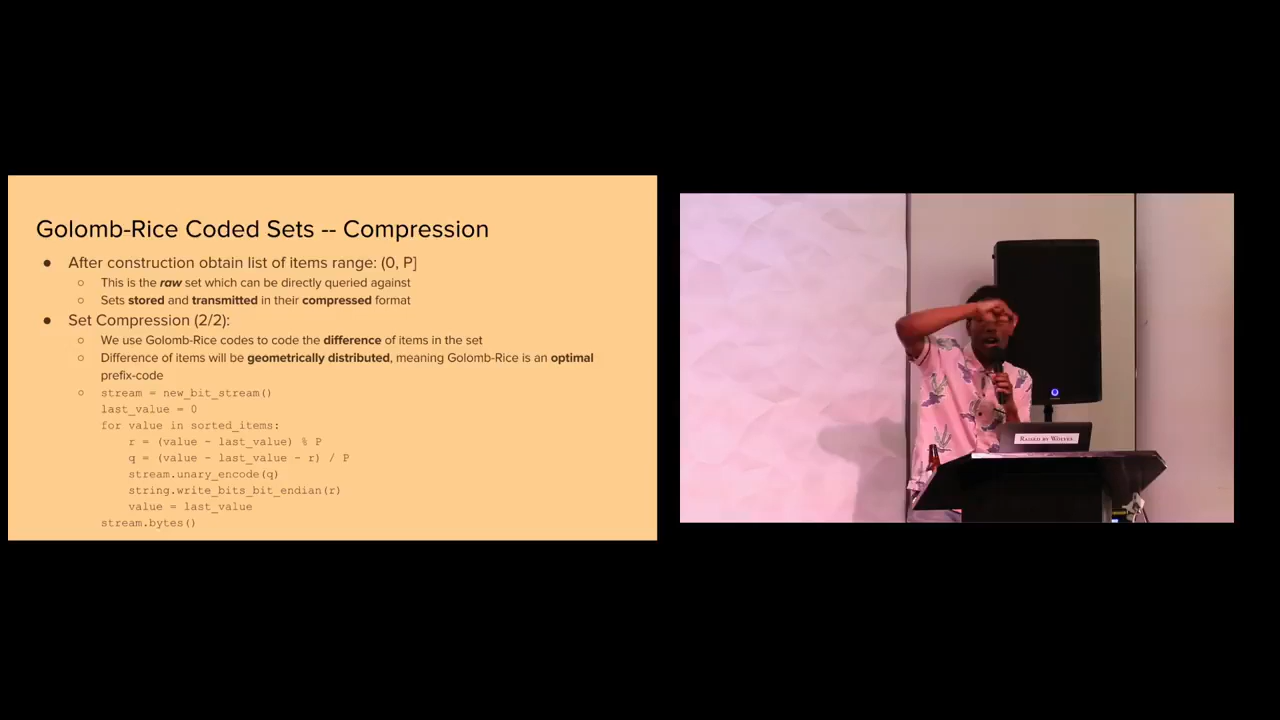 Golomb-Rice Coded Sets -- Compression
● After construction obtain list of items range: (0, P]
○ This is the raw set which can be directly queried against
○ Sets stored and transmitted in their compressed format
● Set Compression (2/2):
○ We use Golomb-Rice codes to code the difference of items in the set
○ Difference of items will be geometrically distributed, meaning Golomb-Rice is an optimal
prefix-code
○ stream = new_bit_stream()
last_value = 0
for value in sorted_items:
r = (value - last_value) % P
q = (value - last_value - r) / P
stream.unary_encode(q)
string.write_bits_bit_endian(r)
value = last_value
stream.bytes()
RAISED BY WOLVES